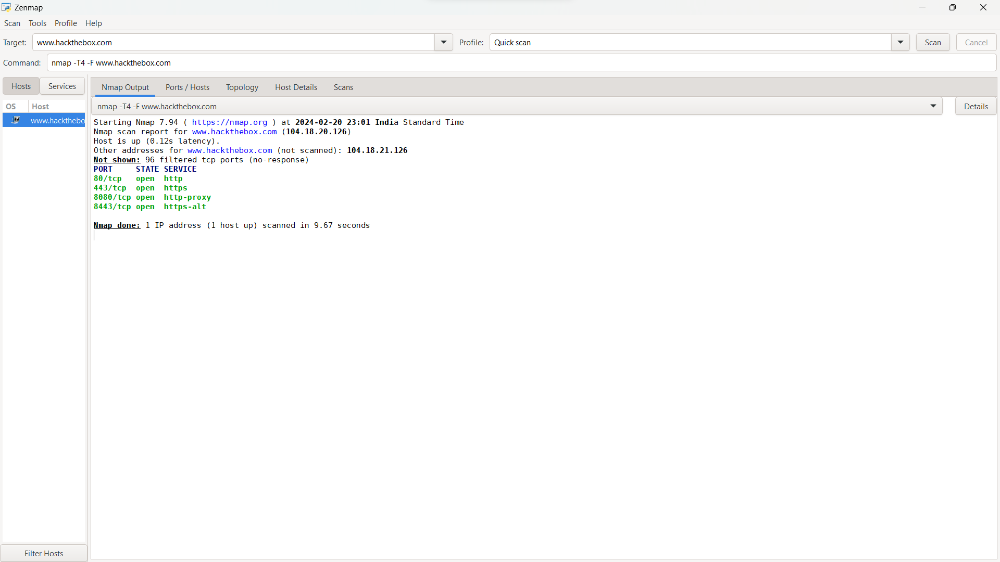 Zenmap
Scan Tools Profile Help
Target: www.hackthebox.com Profile: Quick scan Scan Cancel
Command: nmap -T4 -F www.hackthebox.com
Hosts Services
Nmap Output Ports / Hosts Topology Host Details Scans
OS Host
www.hackthebo
nmap -T4 -F www.hackthebox.com Details
Starting Nmap 7.94 ( https://nmap.org ) at 2024-02-20 23:01 India Standard Time
Nmap scan report for www.hackthebox.com (104.18.20.126)
Host is up (0.12s latency).
Other addresses for www.hackthebox.com (not scanned): 104.18.21.126
Not shown: 96 filtered tcp ports (no-response)
PORT     STATE SERVICE
80/tcp   open  http
443/tcp  open  https
8080/tcp open  http-proxy
8443/tcp open  https-alt
Nmap done: 1 IP address (1 host up) scanned in 9.67 seconds
Filter Hosts